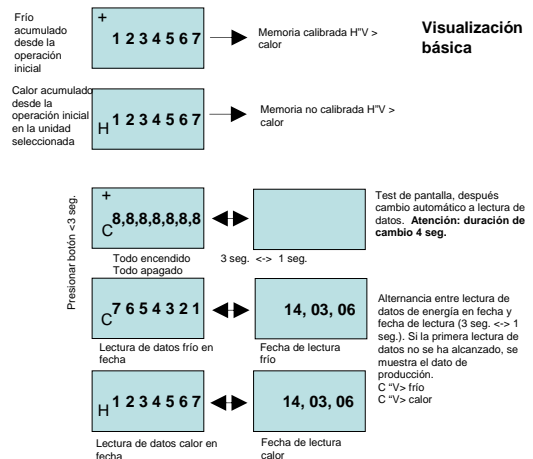 Visualización
básica
Frío
acumulado
desde la
operación
inicial
+
1 2 3 4 5 6 7
Memoria calibrada H"V >
calor
Calor acumulado
desde la
operación inicial
en la unidad
seleccionada
H 1 2 3 4 5 6 7
Memoria no calibrada H"V >
calor
Presionar botón <3 seg.
+
C 8,8,8,8,8,8,8
Todo encendido
Todo apagado
3 seg. <-> 1 seg.
Test de pantalla, después
cambio automático a lectura de
datos. Atención: duración de
cambio 4 seg.
C 7 6 5 4 3 2 1
Lectura de datos frío en
fecha
14, 03, 06
Fecha de lectura
frío
Alternancia entre lectura de
datos de energía en fecha y
fecha de lectura (3 seg. <-> 1
seg.). Si la primera lectura de
datos no se ha alcanzado, se
muestra el dato de
producción.
C "V> frío
C "V> calor
H 1 2 3 4 5 6 7
Lectura de datos calor en
fecha
14, 03, 06
Fecha de lectura
calor